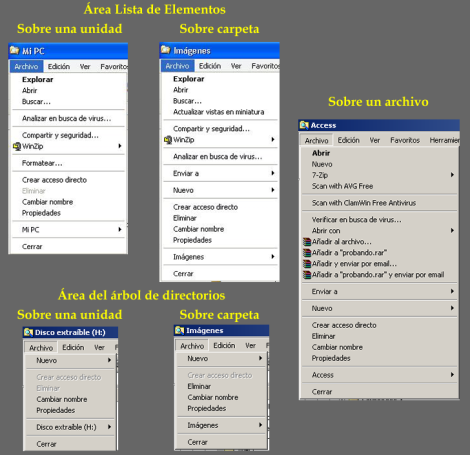 Área Lista de Elementos
Sobre una unidad
Mi PC
Archivo Edición Ver Favoritos
Explorar
Abrir
Buscar...
Analizar en busca de virus...
Compartir y seguridad...
WinZip
Formatear...
Crear acceso directo
Eliminar
Cambiar nombre
Propiedades
Mi PC
Cerrar
Sobre carpeta
Imágenes
Archivo Edición Ver Favoritos
Explorar
Abrir
Buscar...
Actualizar vistas en miniatura
Compartir y seguridad...
WinZip
Analizar en busca de virus...
Enviar a
Nuevo
Crear acceso directo
Eliminar
Cambiar nombre
Propiedades
Imágenes
Cerrar
Sobre un archivo
Access
Archivo Edición Ver Favoritos Herramien
Abrir
Nuevo
7-Zip
Scan with AVG Free
Scan with ClamWin Free Antivirus
Verificar en busca de virus...
Abrir con
Añadir al archivo...
Añadir a "probando.rar"
Añadir y enviar por email...
Añadir a "probando.rar" y enviar por email
Enviar a
Nuevo
Crear acceso directo
Eliminar
Cambiar nombre
Propiedades
Access
Cerrar
Área del árbol de directorios
Sobre una unidad
Disco extraíble (H:)
Archivo Edición Ver F
Nuevo
Crear acceso directo
Eliminar
Cambiar nombre
Propiedades
Disco extraíble (H:)
Cerrar
Sobre carpeta
Imágenes
Archivo Edición Ver
Nuevo
Crear acceso directo
Eliminar
Cambiar nombre
Propiedades
Imágenes
Cerrar